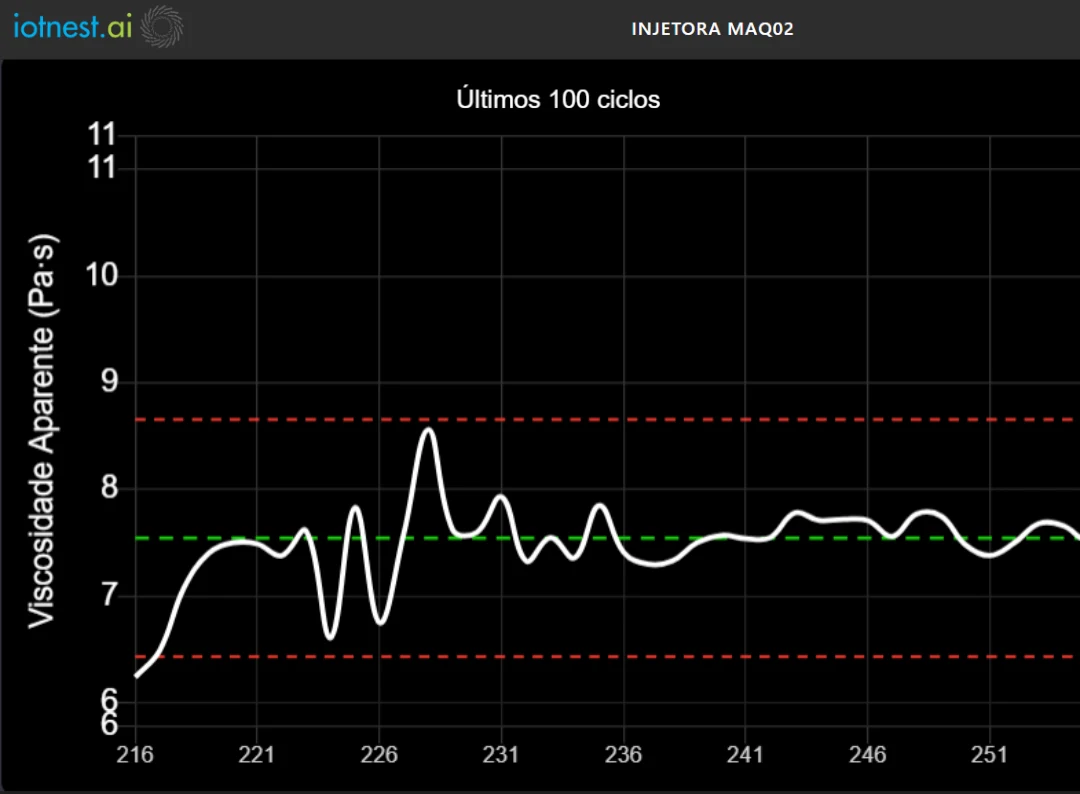 iotnest.ai
INJETORA MAQ02
Últimos 100 ciclos
Viscosidade Aparente (Pa·s)
11
11
10
9
8
7
6
6
216 221 226 231 236 241 246 251